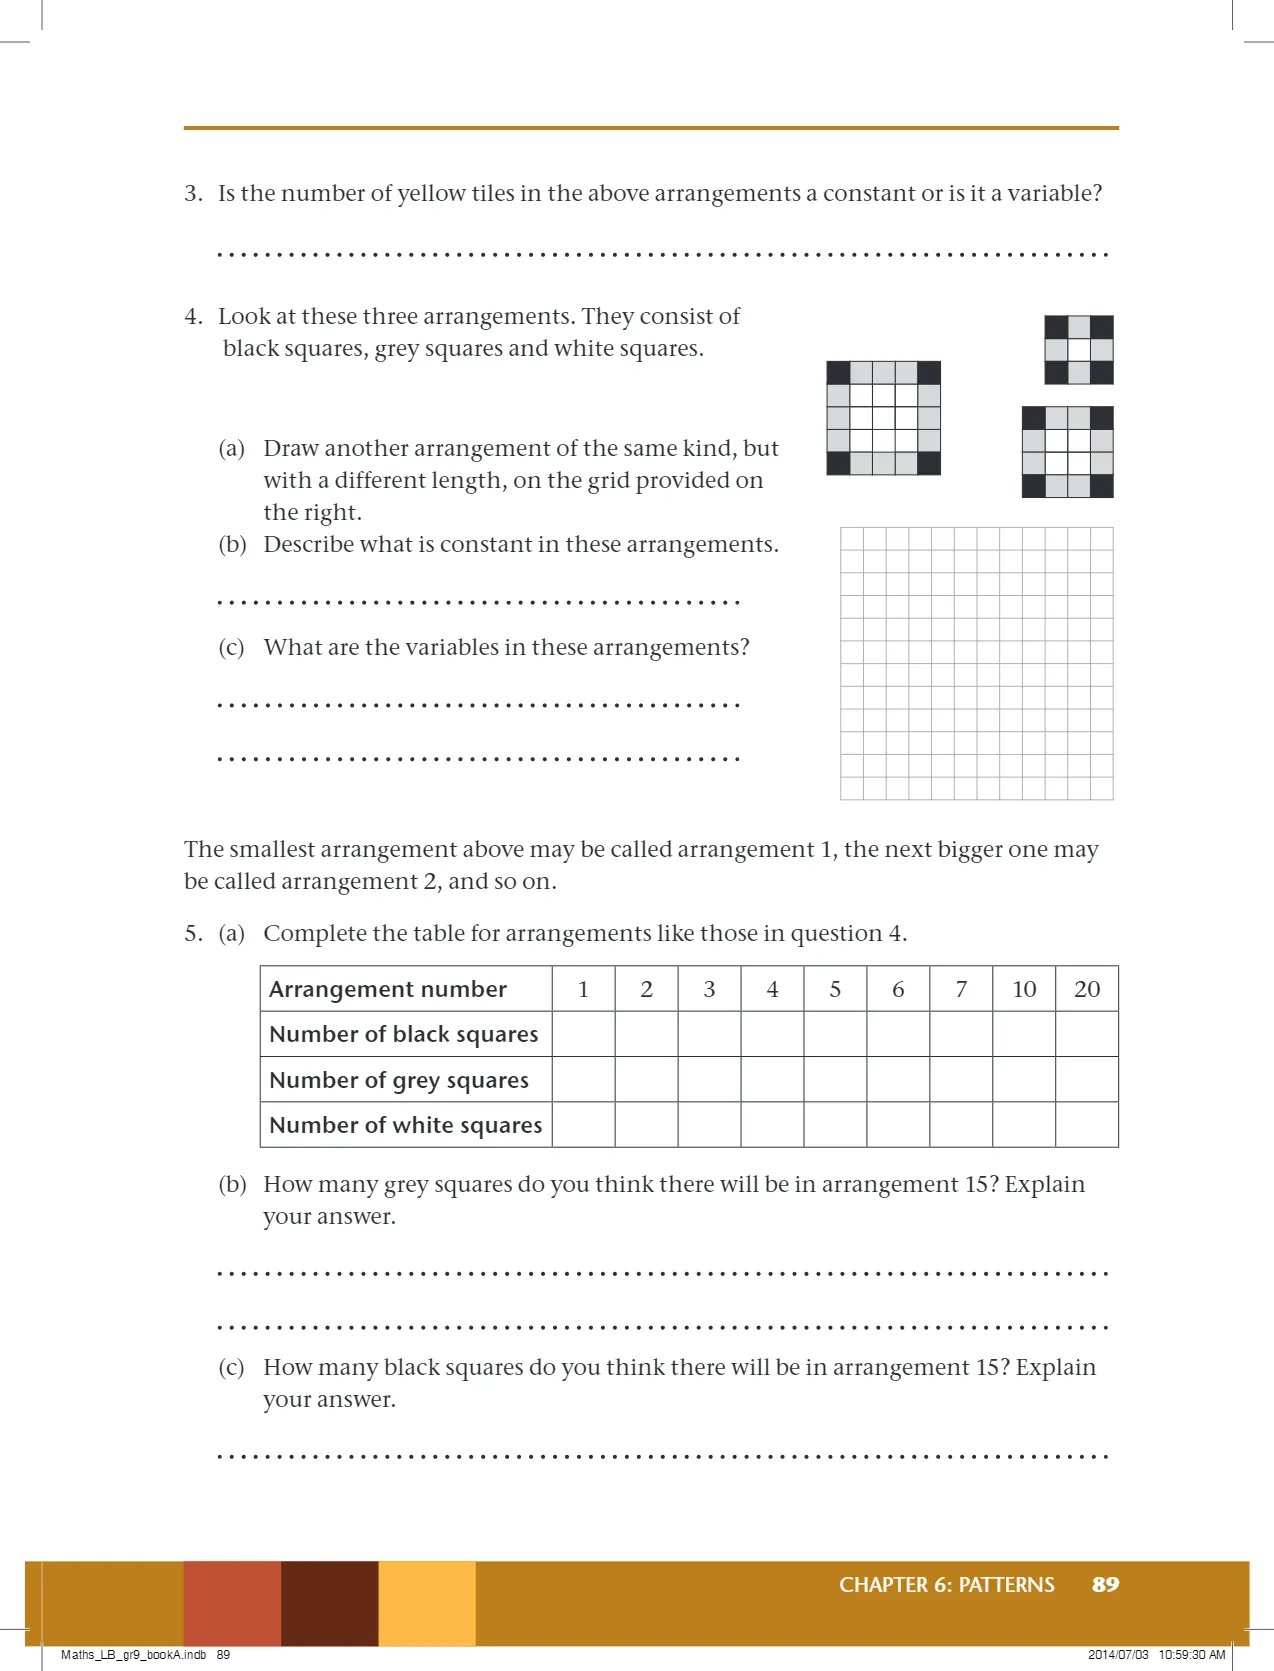 3. Is the number of yellow tiles in the above arrangements a constant or is it a variable?
4. Look at these three arrangements. They consist of
black squares, grey squares and white squares.
(a) Draw another arrangement of the same kind, but
with a different length, on the grid provided on
the right.
(b) Describe what is constant in these arrangements.
(c) What are the variables in these arrangements?
The smallest arrangement above may be called arrangement 1, the next bigger one may
be called arrangement 2, and so on.
5. (a) Complete the table for arrangements like those in question 4.
Arrangement number 1 2 3 4 5 6 7 10 20
Number of black squares
Number of grey squares
Number of white squares
(b) How many grey squares do you think there will be in arrangement 15? Explain
your answer.
(c) How many black squares do you think there will be in arrangement 15? Explain
your answer.
CHAPTER 6: PATTERNS 89
Maths_LB_gr9_bookA.indb 89 2014/07/03 10:59:30 AM